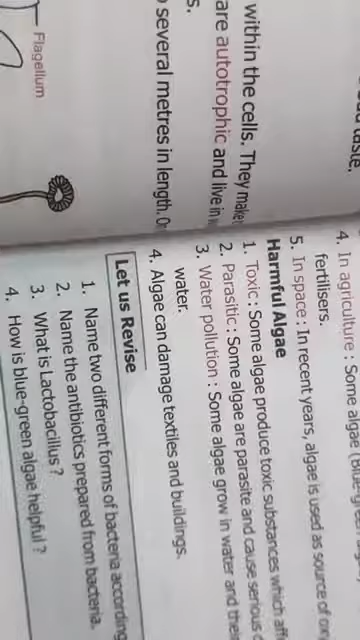 within the cells. They make
are autotrophic and live in
s.
several metres in length.
Flagellum
taste.
4. In agriculture : Some algae
fertilisers.
5. In space : In recent years, algae is used as source of
Harmful Algae
1. Toxic : Some algae produce toxic substances which
2. Parasitic : Some algae are parasite and cause serious
3. Water pollution : Some algae grow in water and
water.
4. Algae can damage textiles and buildings.
Let us Revise
1. Name two different forms of bacteria according
2. Name the antibiotics prepared from bacteria.
3. What is Lactobacillus ?
4. How is blue-green algae helpful ?